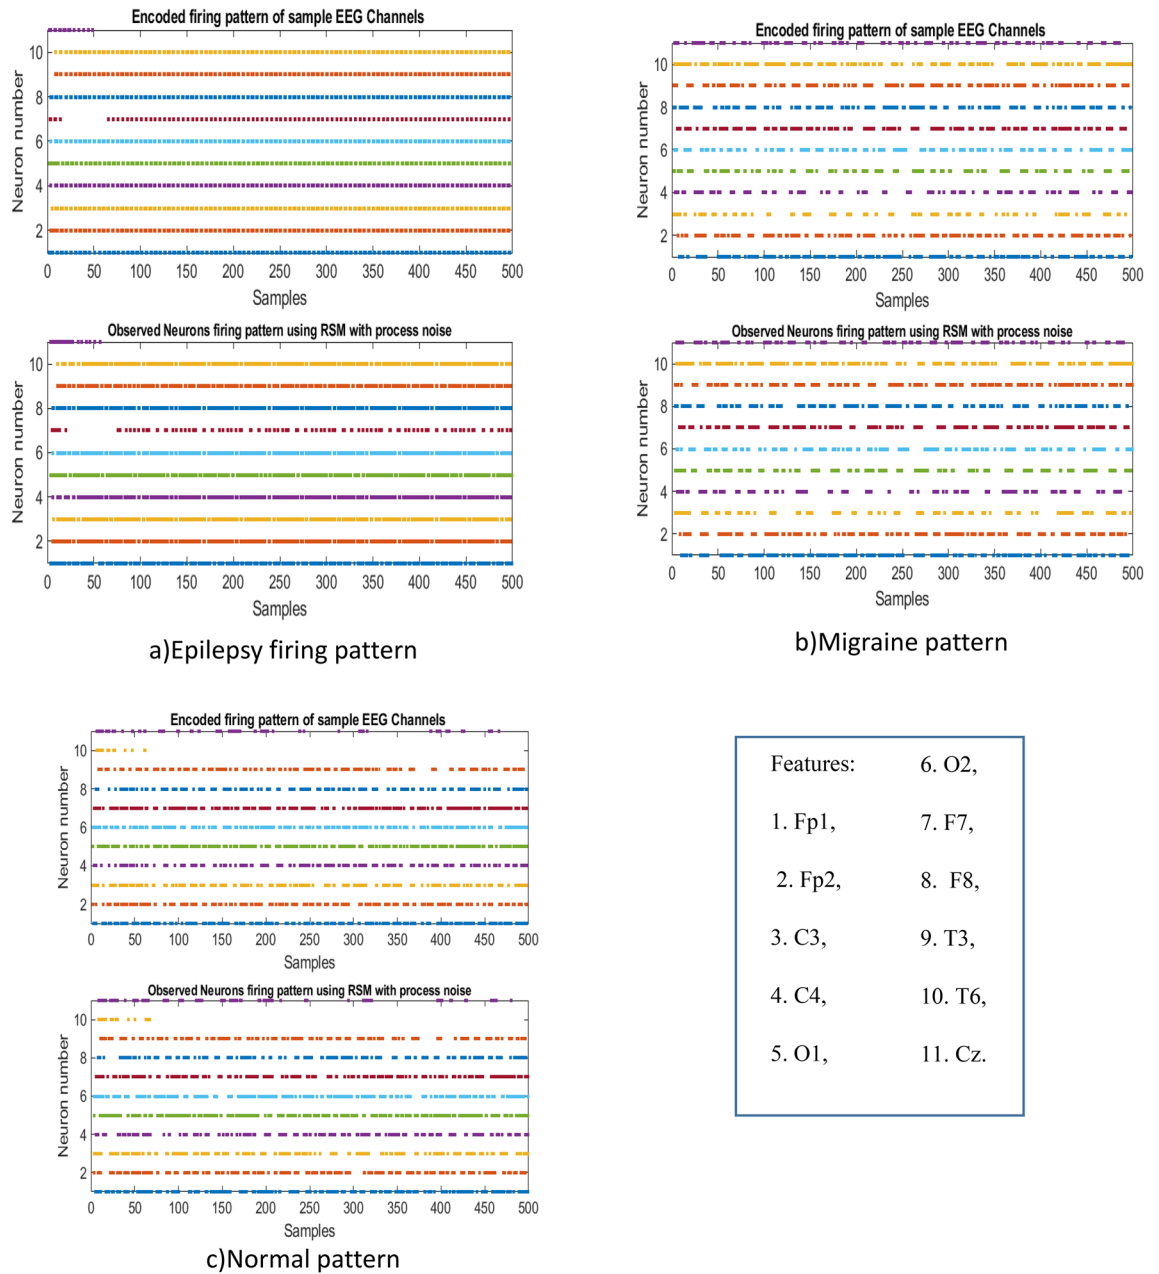 Encoded firing pattern of sample EEG Channels
Neuron number
10
8
6
4
2
0 50 100 150 200 250 300 350 400 450 500
Samples
Observed Neurons firing pattern using RSM with process noise
Neuron number
10
8
6
4
2
0 50 100 150 200 250 300 350 400 450 500
Samples
a)Epilepsy firing pattern
Encoded firing pattern of sample EEG Channels
Neuron number
10
8
6
4
2
0 50 100 150 200 250 300 350 400 450 500
Samples
Observed Neurons firing pattern using RSM with process noise
Neuron number
10
8
6
4
2
0 50 100 150 200 250 300 350 400 450 500
Samples
b)Migraine pattern
Encoded firing pattern of sample EEG Channels
Neuron number
10
8
6
4
2
0 50 100 150 200 250 300 350 400 450 500
Samples
Observed Neurons firing pattern using RSM with process noise
Neuron number
10
8
6
4
2
0 50 100 150 200 250 300 350 400 450 500
Samples
c)Normal pattern
Features:
1. Fp1,
2. Fp2,
3. C3,
4. C4,
5. O1,
6. O2,
7. F7,
8. F8,
9. T3,
10. T6,
11. Cz.